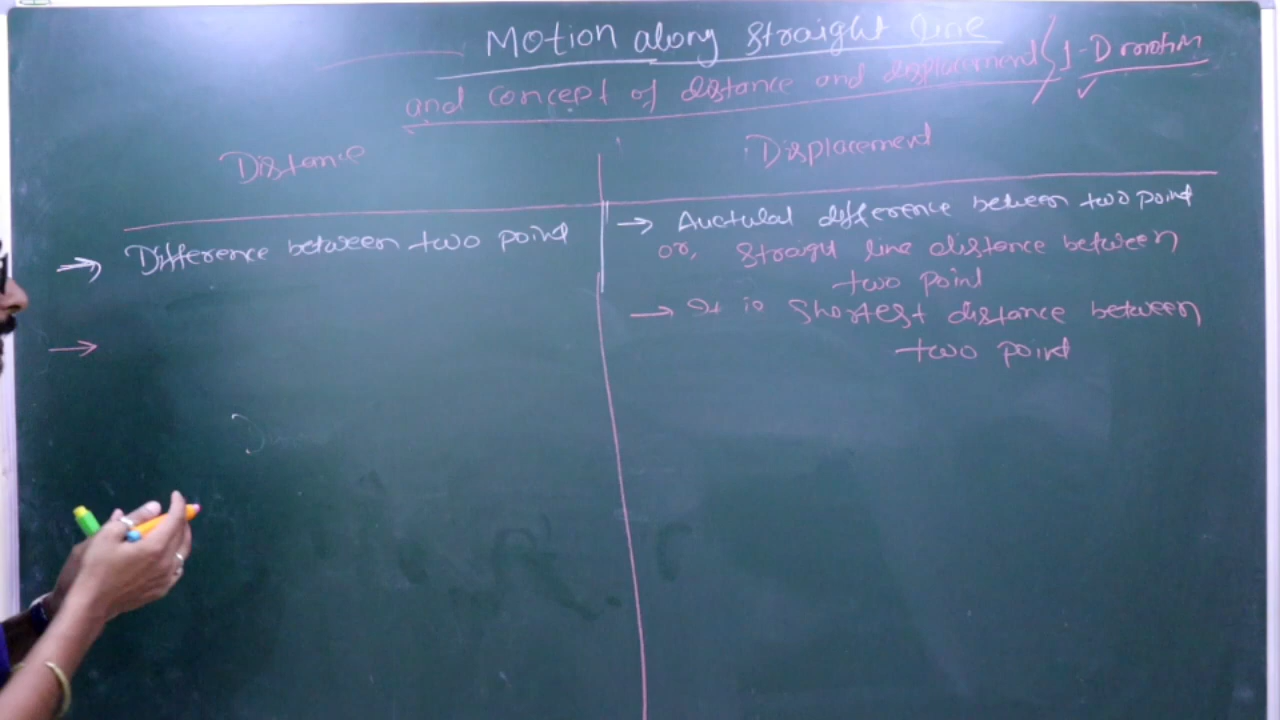 Motion along straight line
and concept of distance and displacement / 1-D motion
Distance
Displacement
→ Difference between two point
→
→ Auctulal difference between two point
or, straight line distance between
two point
→ It is shortest distance between
two point